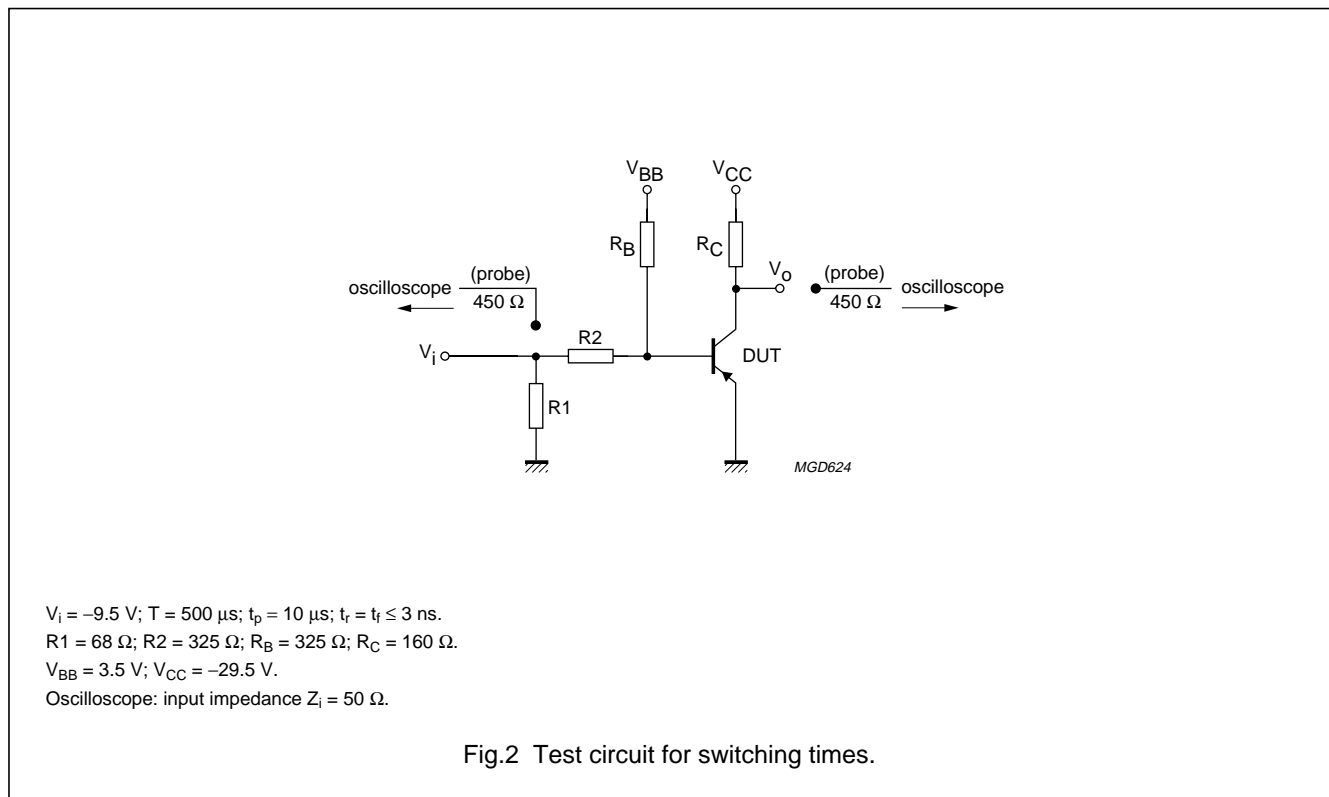 V_BB
V_CC
R_B
R_C
V_o
(probe)
450 Ω
oscilloscope
(probe)
450 Ω
oscilloscope
R2
V_i
DUT
R1
MGD624
V_i = −9.5 V; T = 500 μs; t_p = 10 μs; t_r = t_f ≤ 3 ns.
R1 = 68 Ω; R2 = 325 Ω; R_B = 325 Ω; R_C = 160 Ω.
V_BB = 3.5 V; V_CC = −29.5 V.
Oscilloscope: input impedance Z_i = 50 Ω.
Fig.2 Test circuit for switching times.